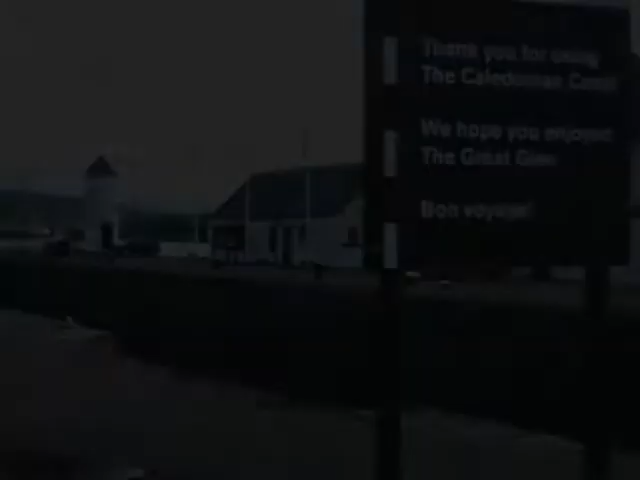 Thank you for using
The Caledonian Canal
We hope you enjoyed
The Great Glen
Bon voyage